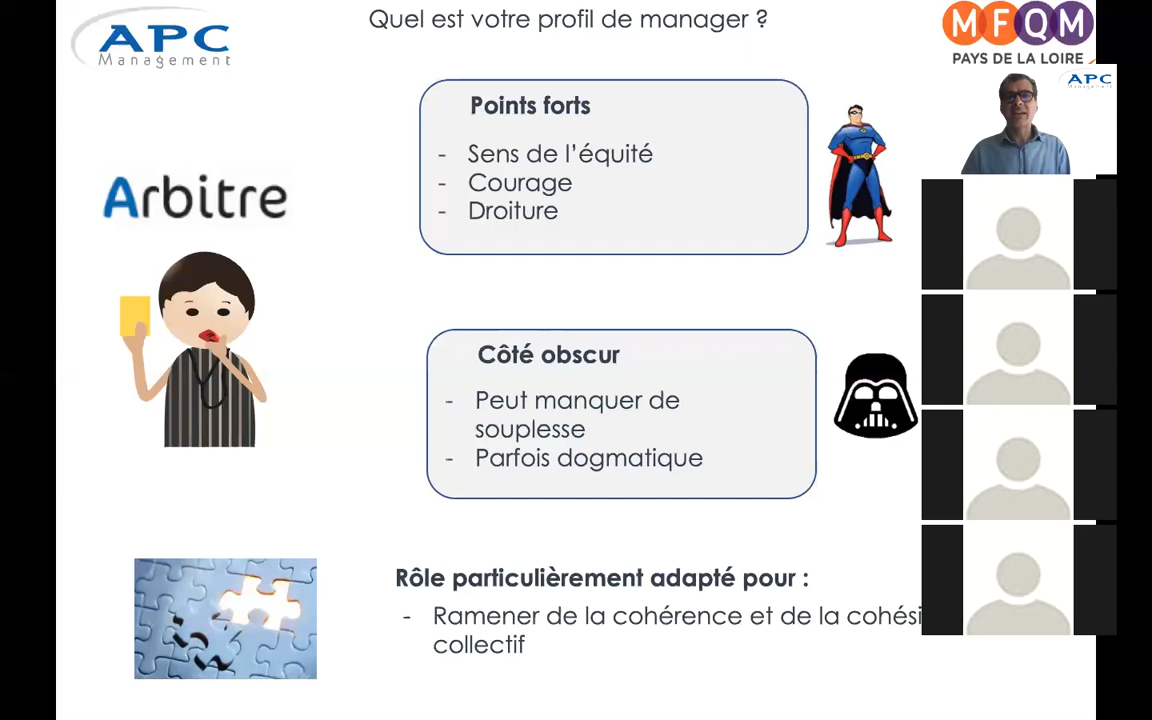 APC
Management
Quel est votre profil de manager ?
MFQM
PAYS DE LA LOIRE
APC
Management
Points forts
- Sens de l'équité
- Courage
- Droiture
Arbitre
Côté obscur
- Peut manquer de
souplesse
- Parfois dogmatique
Rôle particulièrement adapté pour :
- Ramener de la cohérence et de la cohési
collectif